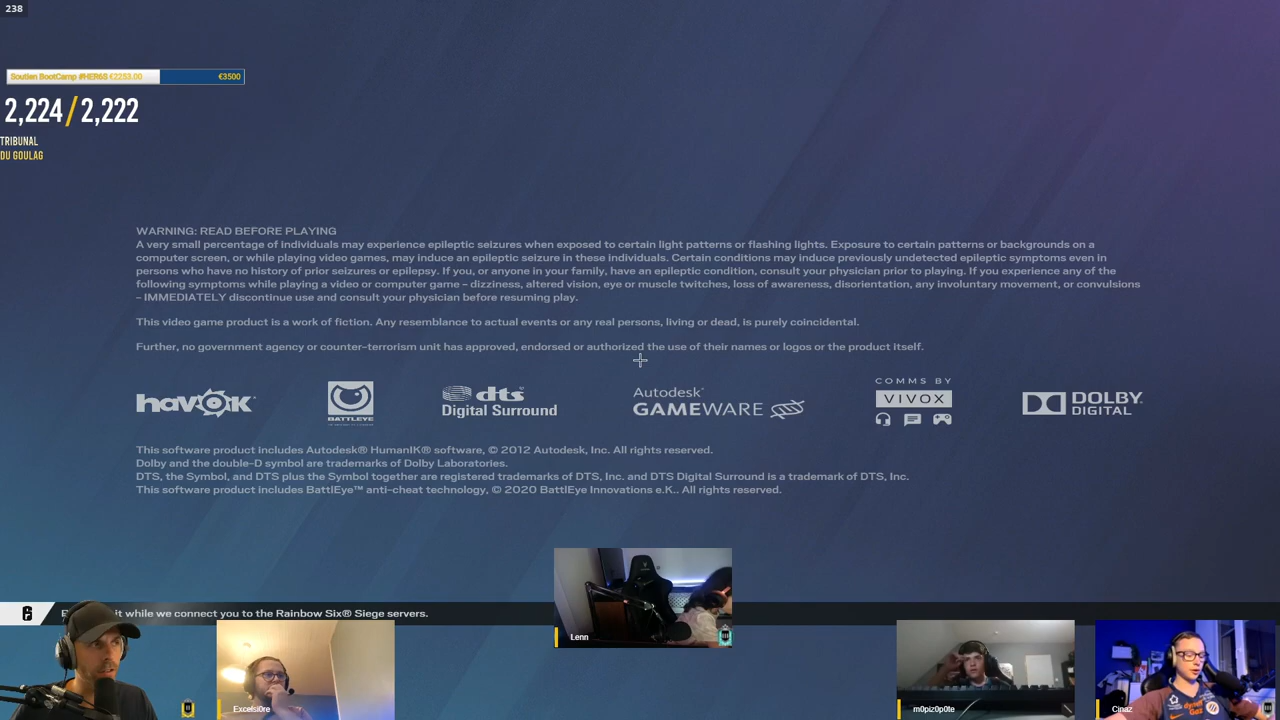 238
Soutien BootCamp #HER6S €2253.00 €3500
2,224/2,222
TRIBUNAL
DU GOULAG
WARNING: READ BEFORE PLAYING
A very small percentage of individuals may experience epileptic seizures when exposed to certain light patterns or flashing lights. Exposure to certain patterns or backgrounds on a
computer screen, or while playing video games, may induce an epileptic seizure in these individuals. Certain conditions may induce previously undetected epileptic symptoms even in
persons who have no history of prior seizures or epilepsy. If you, or anyone in your family, have an epileptic condition, consult your physician prior to playing. If you experience any of the
following symptoms while playing a video or computer game – dizziness, altered vision, eye or muscle twitches, loss of awareness, disorientation, any involuntary movement, or convulsions
– IMMEDIATELY discontinue use and consult your physician before resuming play.
This video game product is a work of fiction. Any resemblance to actual events or any real persons, living or dead, is purely coincidental.
Further, no government agency or counter-terrorism unit has approved, endorsed or authorized the use of their names or logos or the product itself.
havok
BATTLEYE
dts
Digital Surround
Autodesk
GAMEWARE
COMMS BY
VIVOX
DOLBY
DIGITAL
This software product includes Autodesk® HumanIK® software, © 2012 Autodesk, Inc. All rights reserved.
Dolby and the double-D symbol are trademarks of Dolby Laboratories.
DTS, the Symbol, and DTS plus the Symbol together are registered trademarks of DTS, Inc. and DTS Digital Surround is a trademark of DTS, Inc.
This software product includes BattlEye™ anti-cheat technology, © 2020 BattlEye Innovations e.K.. All rights reserved.
it while we connect you to the Rainbow Six® Siege servers.
Lenn
Excelsi0re
m0piz0p0te
Cinaz